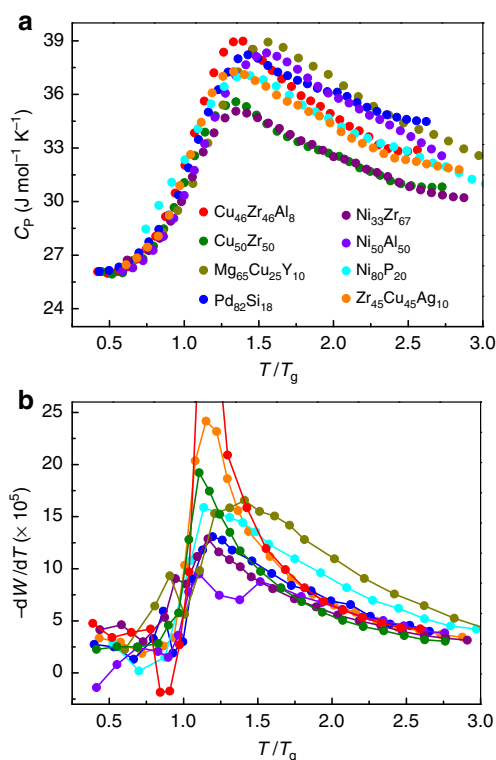 a
39
36
33
30
27
24
C_P (J mol⁻¹ K⁻¹)
Cu₄₆Zr₄₆Al₈
Cu₅₀Zr₅₀
Mg₆₅Cu₂₅Y₁₀
Pd₈₂Si₁₈
Ni₃₃Zr₆₇
Ni₅₀Al₅₀
Ni₈₀P₂₀
Zr₄₅Cu₄₅Ag₁₀
0.5 1.0 1.5 2.0 2.5 3.0
T/T_g
b
25
20
15
10
5
0
–dW/dT (× 10⁵)
0.5 1.0 1.5 2.0 2.5 3.0
T/T_g